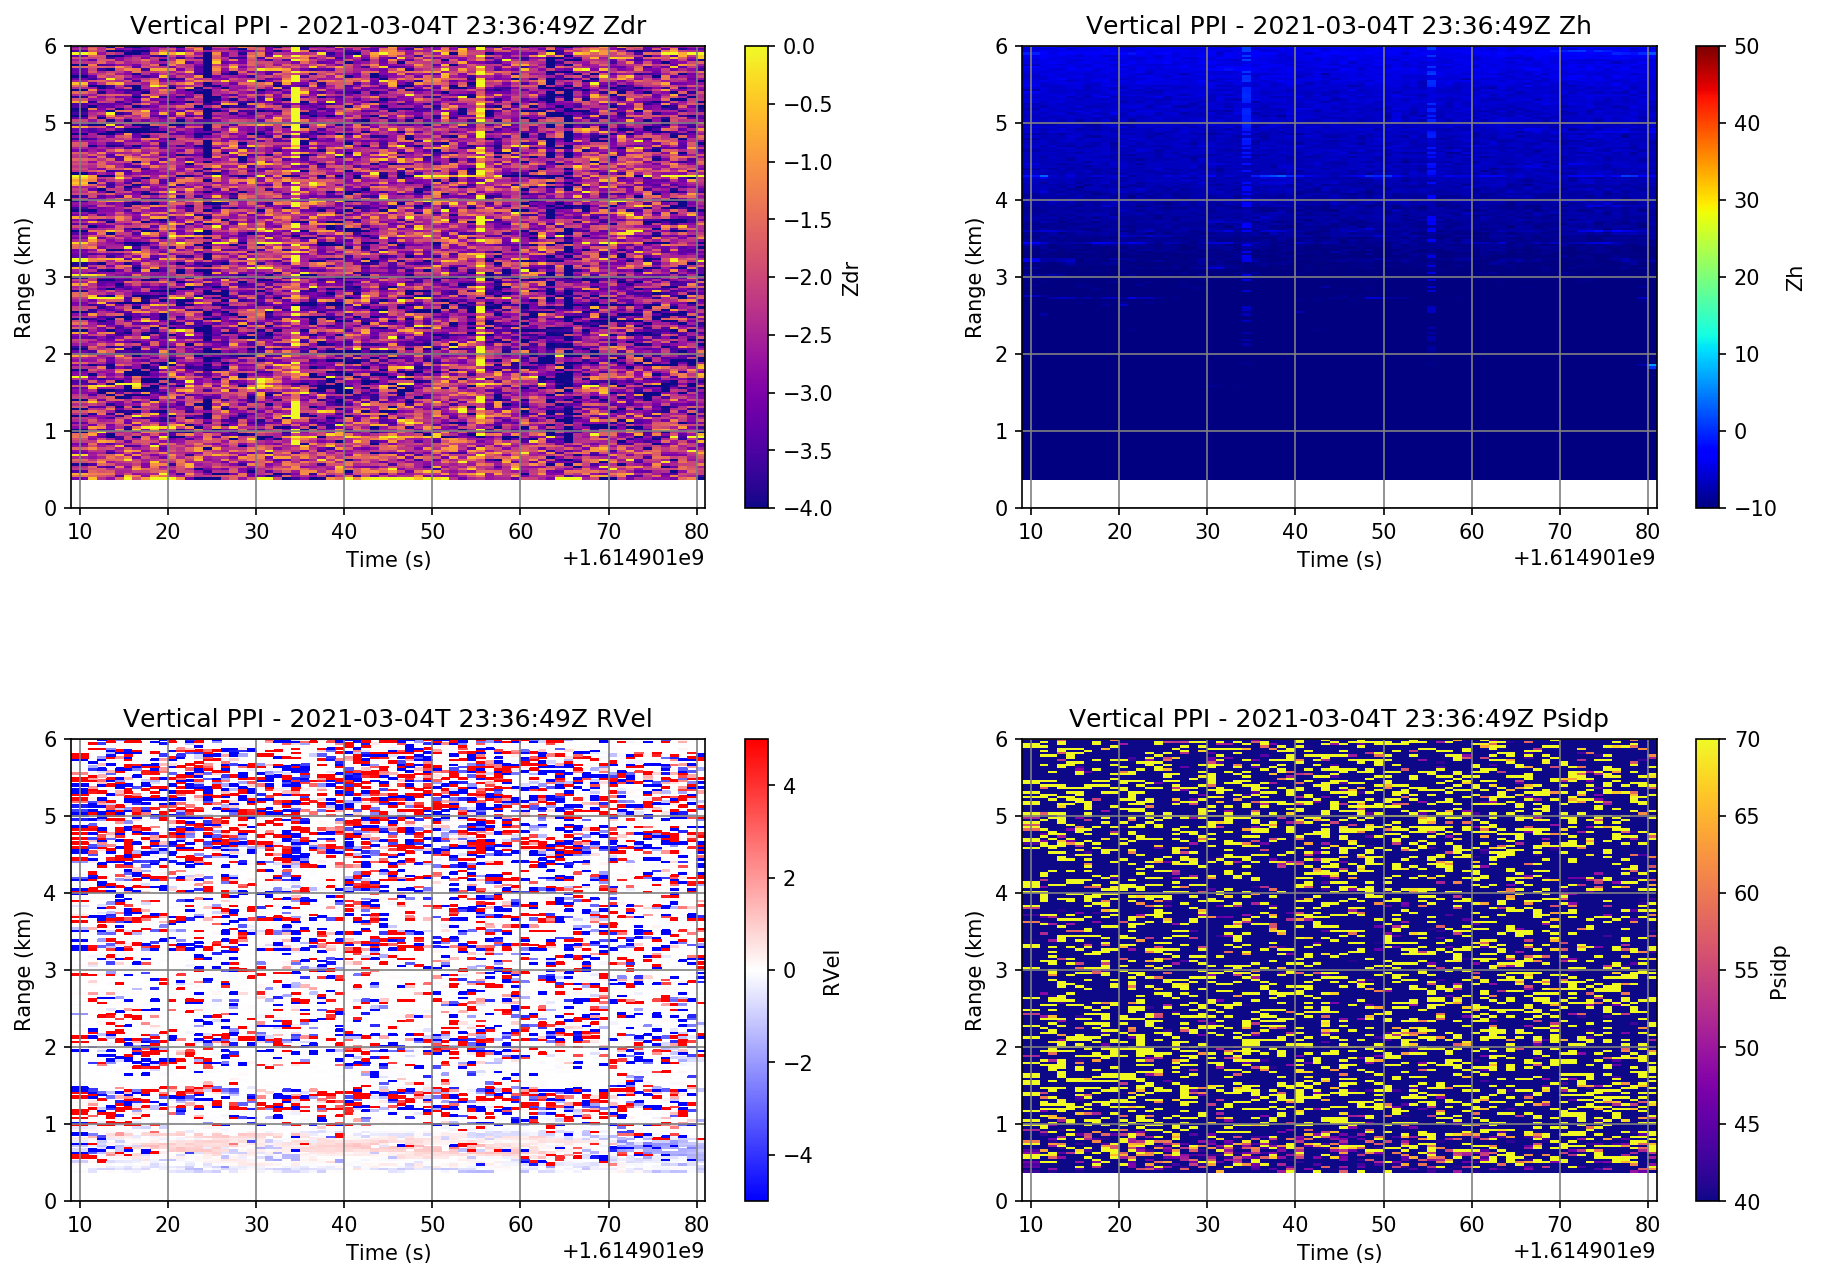 Vertical PPI - 2021-03-04T 23:36:49Z Zdr
6
5
4
3
2
1
0
Range (km)
10 20 30 40 50 60 70 80
Time (s)
+1.614901e9
0.0
−0.5
−1.0
−1.5
−2.0
−2.5
−3.0
−3.5
−4.0
Zdr
Vertical PPI - 2021-03-04T 23:36:49Z Zh
6
5
4
3
2
1
0
Range (km)
10 20 30 40 50 60 70 80
Time (s)
+1.614901e9
50
40
30
20
10
0
−10
Zh
Vertical PPI - 2021-03-04T 23:36:49Z RVel
6
5
4
3
2
1
0
Range (km)
10 20 30 40 50 60 70 80
Time (s)
+1.614901e9
4
2
0
−2
−4
RVel
Vertical PPI - 2021-03-04T 23:36:49Z Psidp
6
5
4
3
2
1
0
Range (km)
10 20 30 40 50 60 70 80
Time (s)
+1.614901e9
70
65
60
55
50
45
40
Psidp